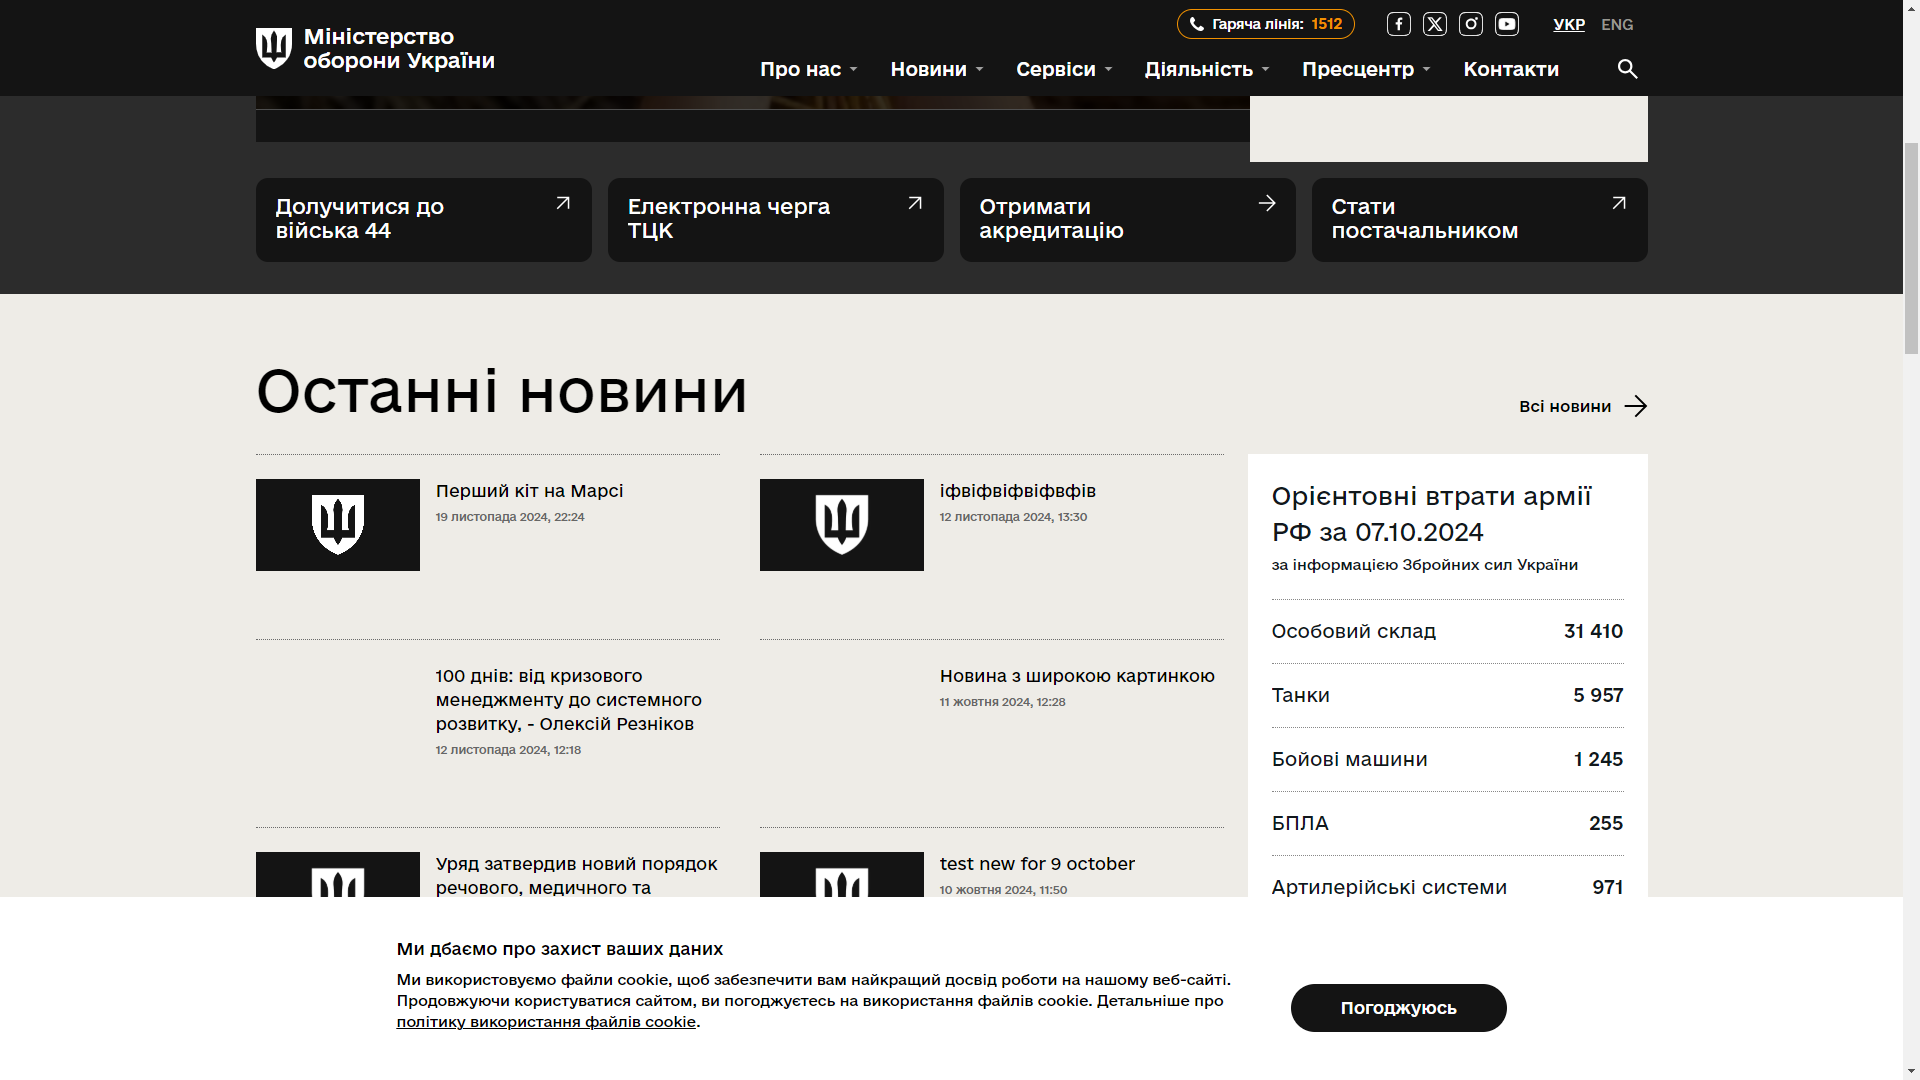 Міністерство
оборони України
Гаряча лінія: 1512
УКР ENG
Про нас Новини Сервіси Діяльність Пресцентр Контакти
Долучитися до
війська 44
Електронна черга
ТЦК
Отримати
акредитацію
Стати
постачальником
Останні новини
Всі новини
Перший кіт на Марсі
19 листопада 2024, 22:24
іфвіфвіфвіфвфів
12 листопада 2024, 13:30
100 днів: від кризового
менеджменту до системного
розвитку, - Олексій Резніков
12 листопада 2024, 12:18
Новина з широкою картинкою
11 жовтня 2024, 12:28
Уряд затвердив новий порядок
речового, медичного та
test new for 9 october
10 жовтня 2024, 11:50
Орієнтовні втрати армії
РФ за 07.10.2024
за інформацією Збройних сил України
Особовий склад 31 410
Танки 5 957
Бойові машини 1 245
БПЛА 255
Артилерійські системи 971
Ми дбаємо про захист ваших даних
Ми використовуємо файли cookie, щоб забезпечити вам найкращий досвід роботи на нашому веб-сайті.
Продовжуючи користуватися сайтом, ви погоджуєтесь на використання файлів cookie. Детальніше про
політику використання файлів cookie.
Погоджуюсь